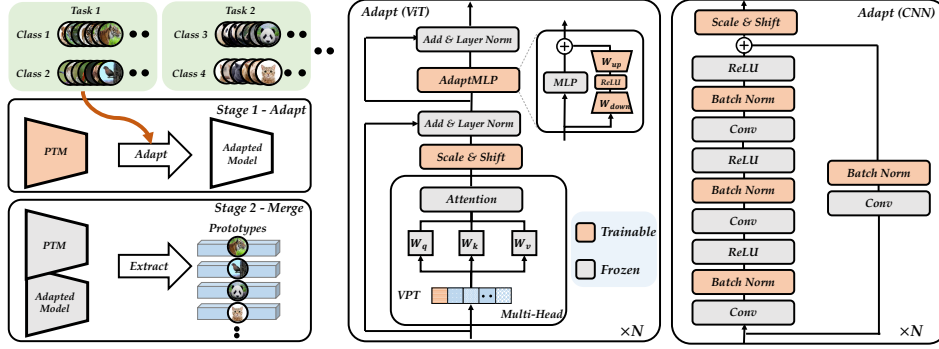 Task 1
Task 2
Class 1
Class 3
Class 2
Class 4
Stage 1 - Adapt
PTM
Adapt
Adapted
Model
Stage 2 - Merge
PTM
Adapted
Model
Extract
Prototypes
Adapt (ViT)
Add & Layer Norm
AdaptMLP
Add & Layer Norm
Scale & Shift
Attention
W_q
W_k
W_v
VPT
Multi-Head
×N
MLP
W_up
ReLU
W_down
Trainable
Frozen
Adapt (CNN)
Scale & Shift
ReLU
Batch Norm
Conv
ReLU
Batch Norm
Conv
ReLU
Batch Norm
Conv
Batch Norm
Conv
×N